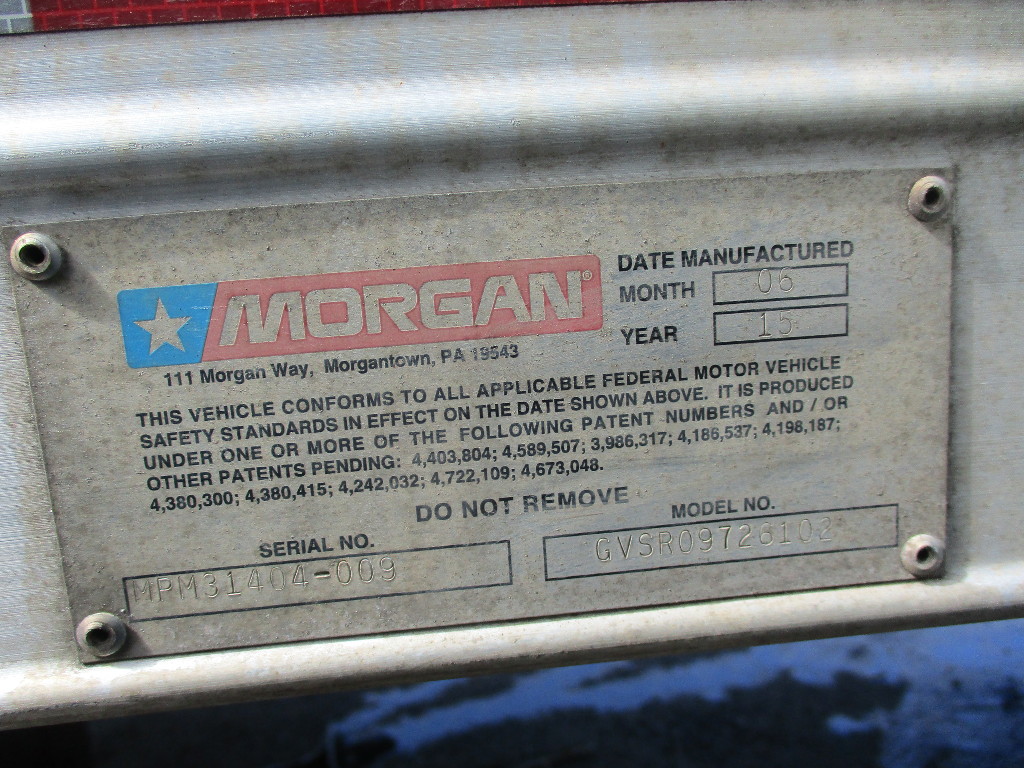 MORGAN®
111 Morgan Way, Morgantown, PA 19543
DATE MANUFACTURED
MONTH 06
YEAR 15
THIS VEHICLE CONFORMS TO ALL APPLICABLE FEDERAL MOTOR VEHICLE
SAFETY STANDARDS IN EFFECT ON THE DATE SHOWN ABOVE. IT IS PRODUCED
UNDER ONE OR MORE OF THE FOLLOWING PATENT NUMBERS AND / OR
OTHER PATENTS PENDING: 4,403,804; 4,589,507; 3,986,317; 4,186,537; 4,198,187;
4,380,300; 4,380,415; 4,242,032; 4,722,109; 4,673,048.
DO NOT REMOVE
SERIAL NO.
MPM31404-009
MODEL NO.
GVSR09728102